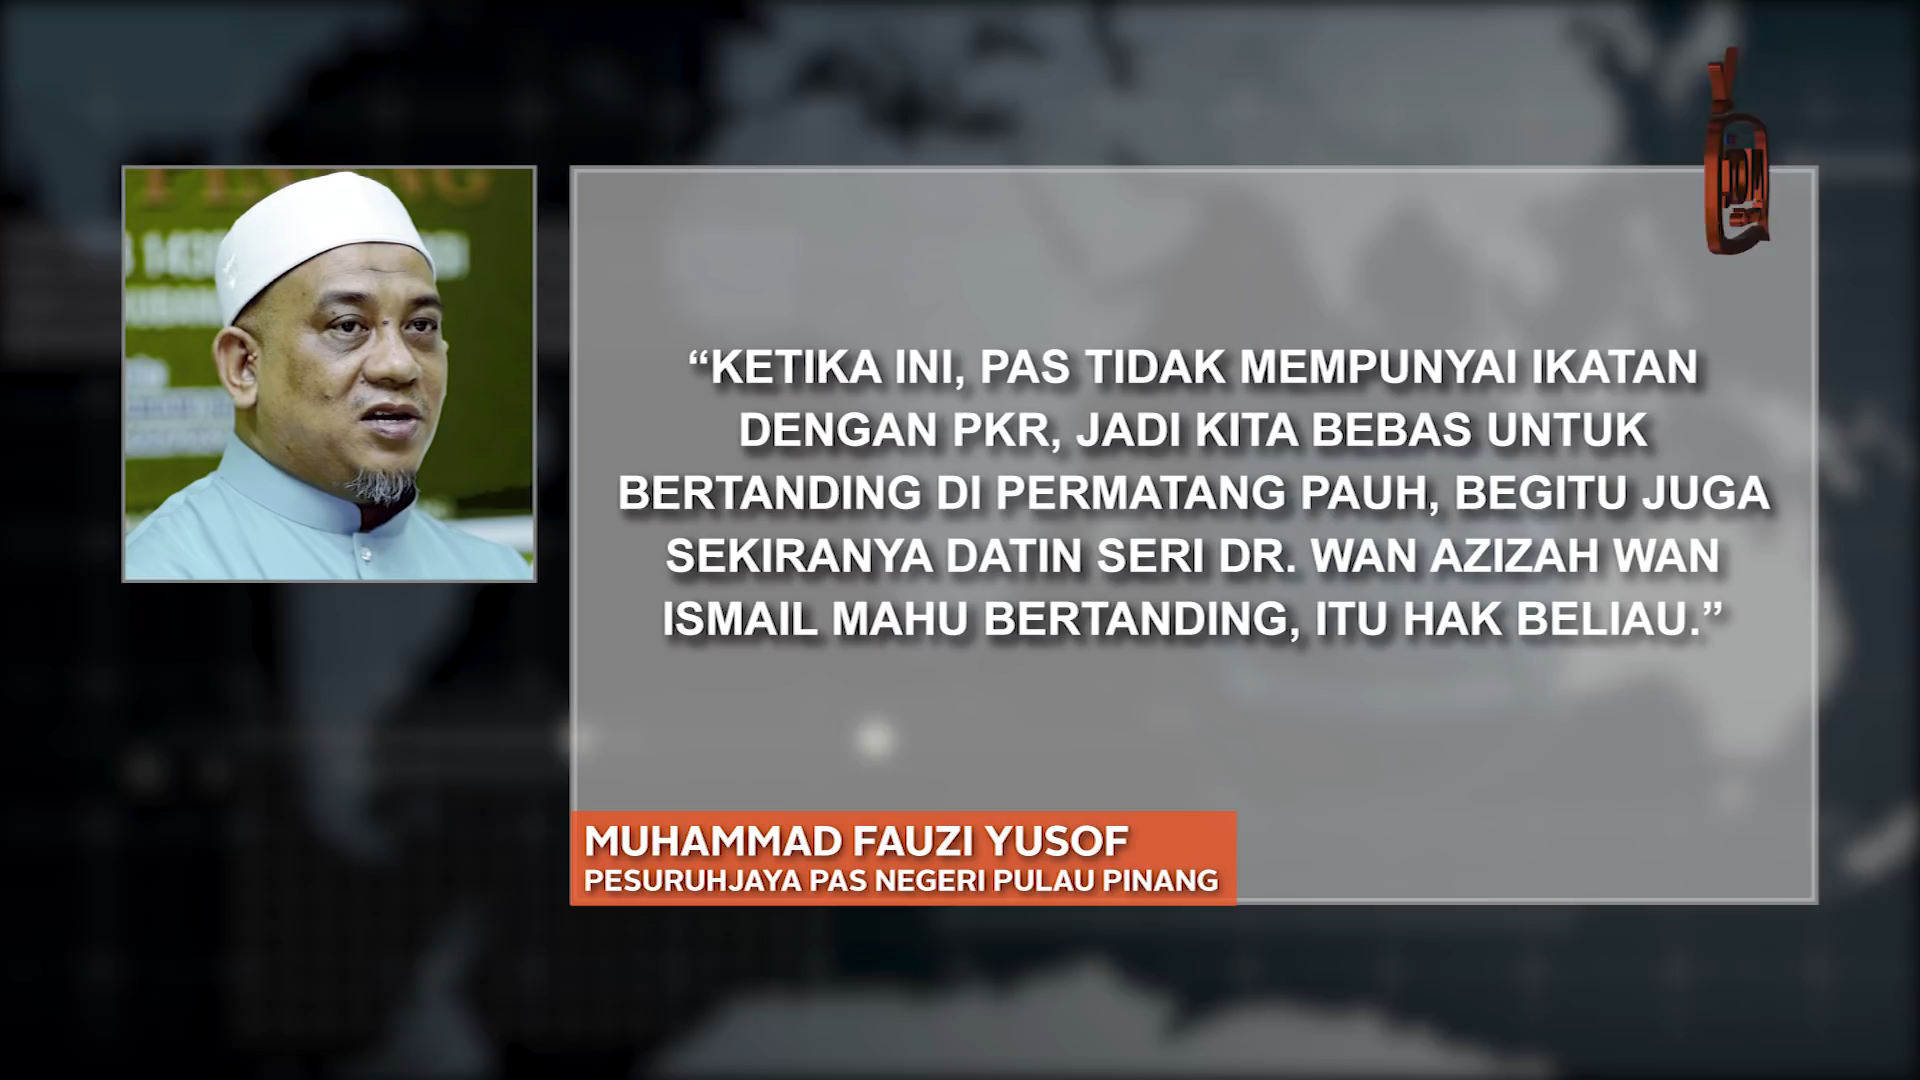 “KETIKA INI, PAS TIDAK MEMPUNYAI IKATAN
DENGAN PKR, JADI KITA BEBAS UNTUK
BERTANDING DI PERMATANG PAUH, BEGITU JUGA
SEKIRANYA DATIN SERI DR. WAN AZIZAH WAN
ISMAIL MAHU BERTANDING, ITU HAK BELIAU.”
MUHAMMAD FAUZI YUSOF
PESURUHJAYA PAS NEGERI PULAU PINANG